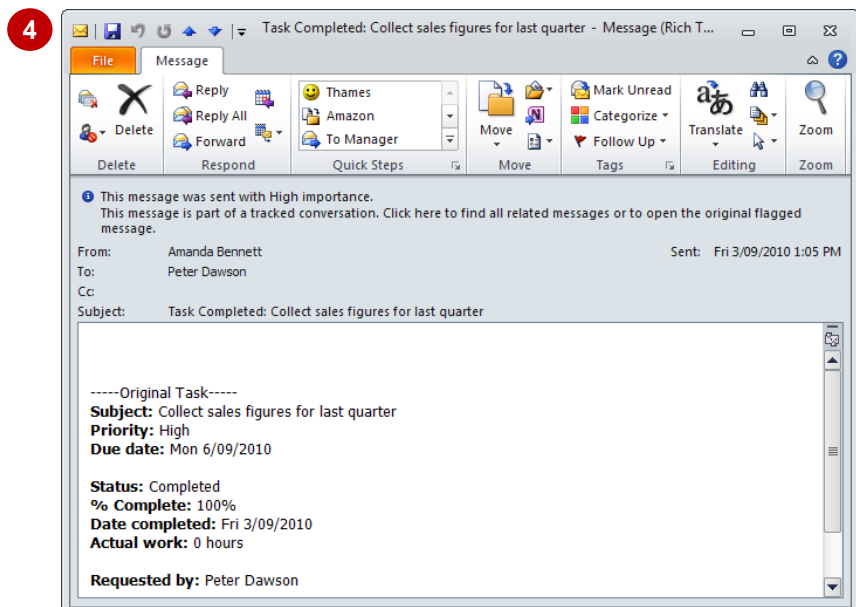 4
Task Completed: Collect sales figures for last quarter - Message (Rich T...
File Message
Reply Thames Mark Unread
Reply All Amazon Categorize
Delete Forward To Manager Move Follow Up Translate Zoom
Delete Respond Quick Steps Move Tags Editing Zoom
This message was sent with High importance.
This message is part of a tracked conversation. Click here to find all related messages or to open the original flagged
message.
From: Amanda Bennett Sent: Fri 3/09/2010 1:05 PM
To: Peter Dawson
Cc:
Subject: Task Completed: Collect sales figures for last quarter
-----Original Task-----
Subject: Collect sales figures for last quarter
Priority: High
Due date: Mon 6/09/2010
Status: Completed
% Complete: 100%
Date completed: Fri 3/09/2010
Actual work: 0 hours
Requested by: Peter Dawson